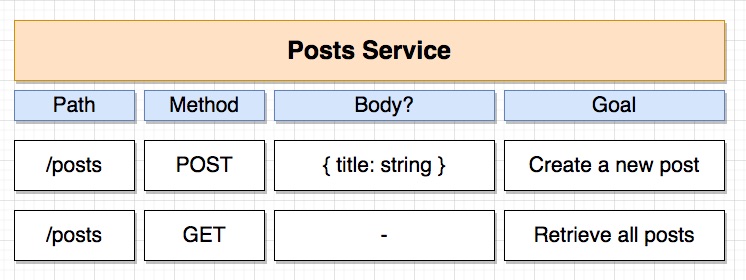 Posts Service
Path Method Body? Goal
/posts POST { title: string } Create a new post
/posts GET - Retrieve all posts